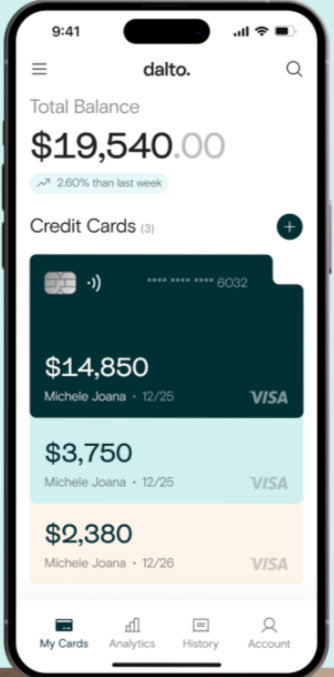 9:41
dalto.
Total Balance
$19,540.00
2.60% than last week
Credit Cards (3)
**** **** **** 6032
$14,850
Michele Joana • 12/25
VISA
$3,750
Michele Joana • 12/25
VISA
$2,380
Michele Joana • 12/26
VISA
My Cards
Analytics
History
Account